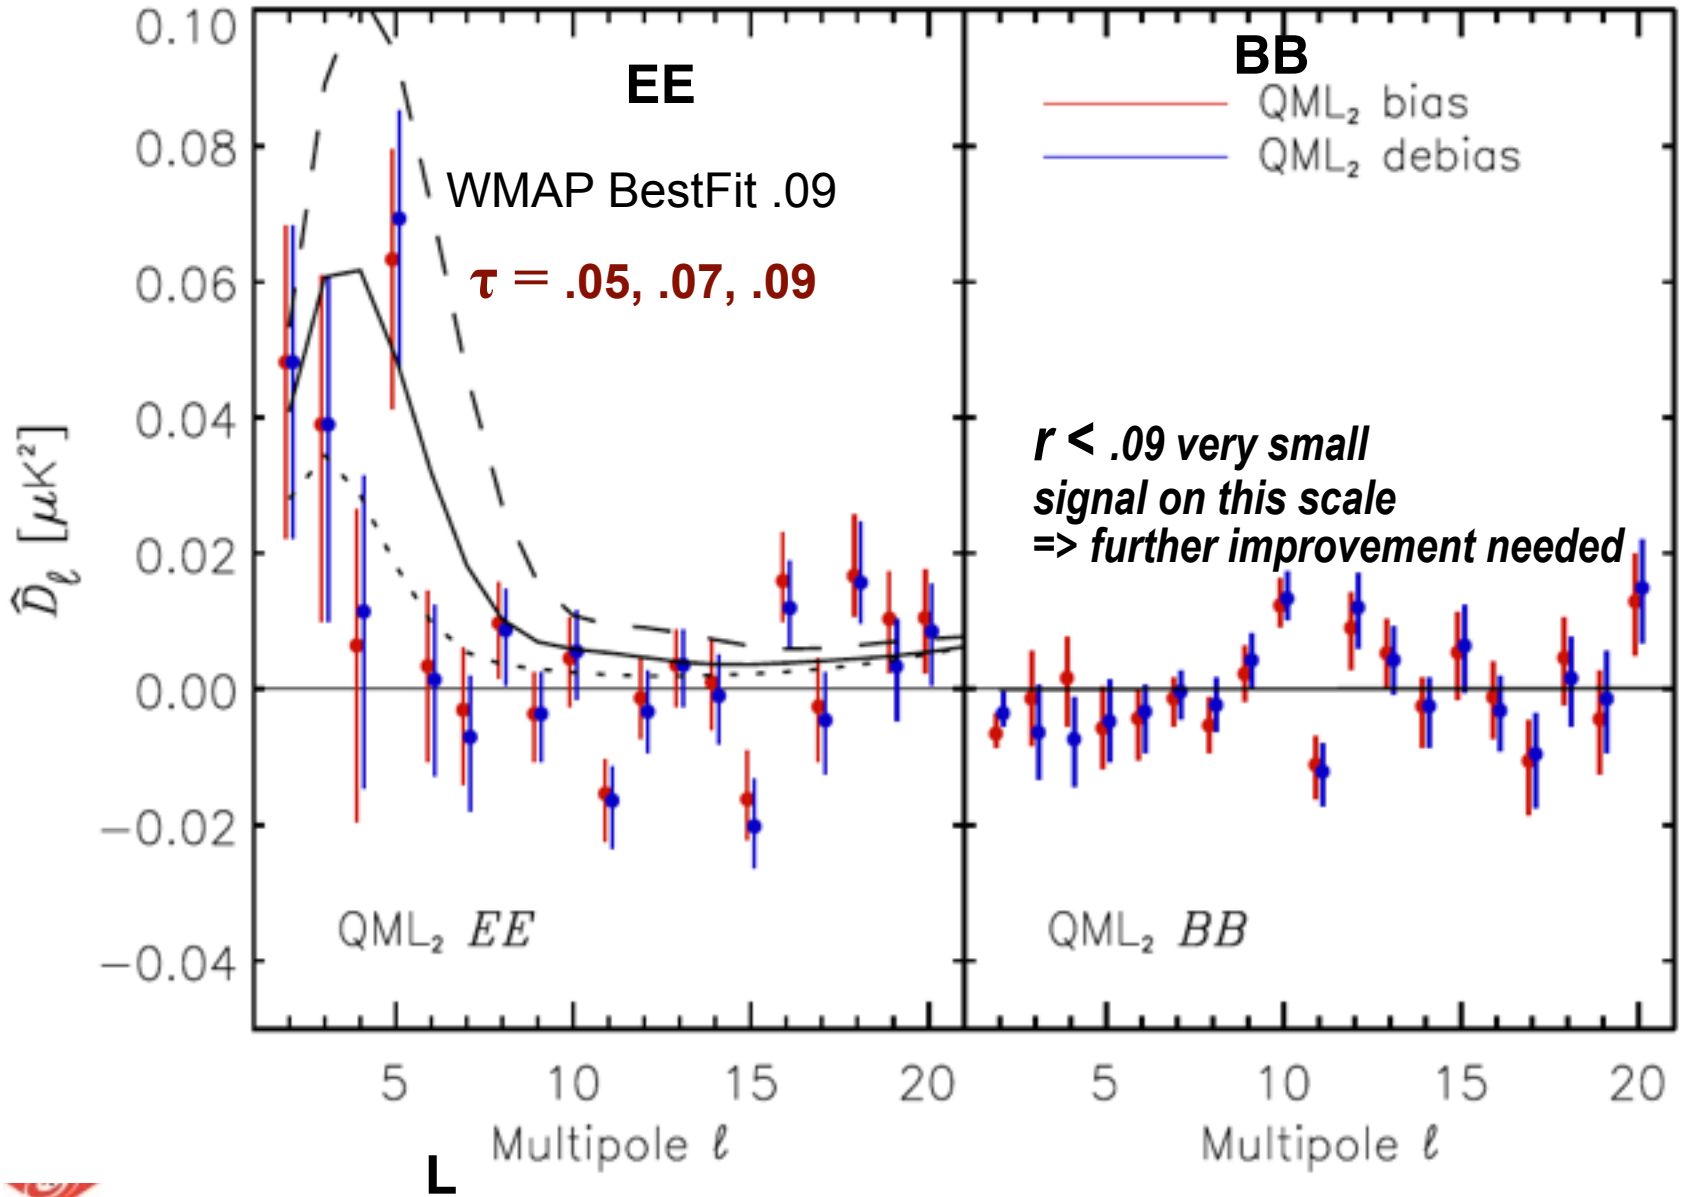 EE
BB
QML₂ bias
QML₂ debias
WMAP BestFit .09
τ = .05, .07, .09
r < .09 very small
signal on this scale
=> further improvement needed
0.10
0.08
0.06
0.04
0.02
0.00
−0.02
−0.04
D̂ℓ [μK²]
QML₂ EE
QML₂ BB
5 10 15 20
5 10 15 20
Multipole ℓ
Multipole ℓ
L